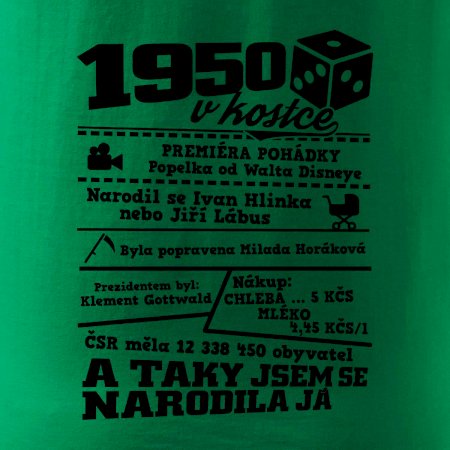 1950
v kostce
PREMIÉRA POHÁDKY
Popelka od Walta Disneye
Narodil se Ivan Hlinka
nebo Jiří Lábus
Byla popravena Milada Horáková
Prezidentem byl:
Klement Gottwald
Nákup:
CHLEBA ... 5 KČS
MLÉKO
4,45 KČS/l
ČSR měla 12 338 450 obyvatel
A TAKY JSEM SE
NARODILA JÁ